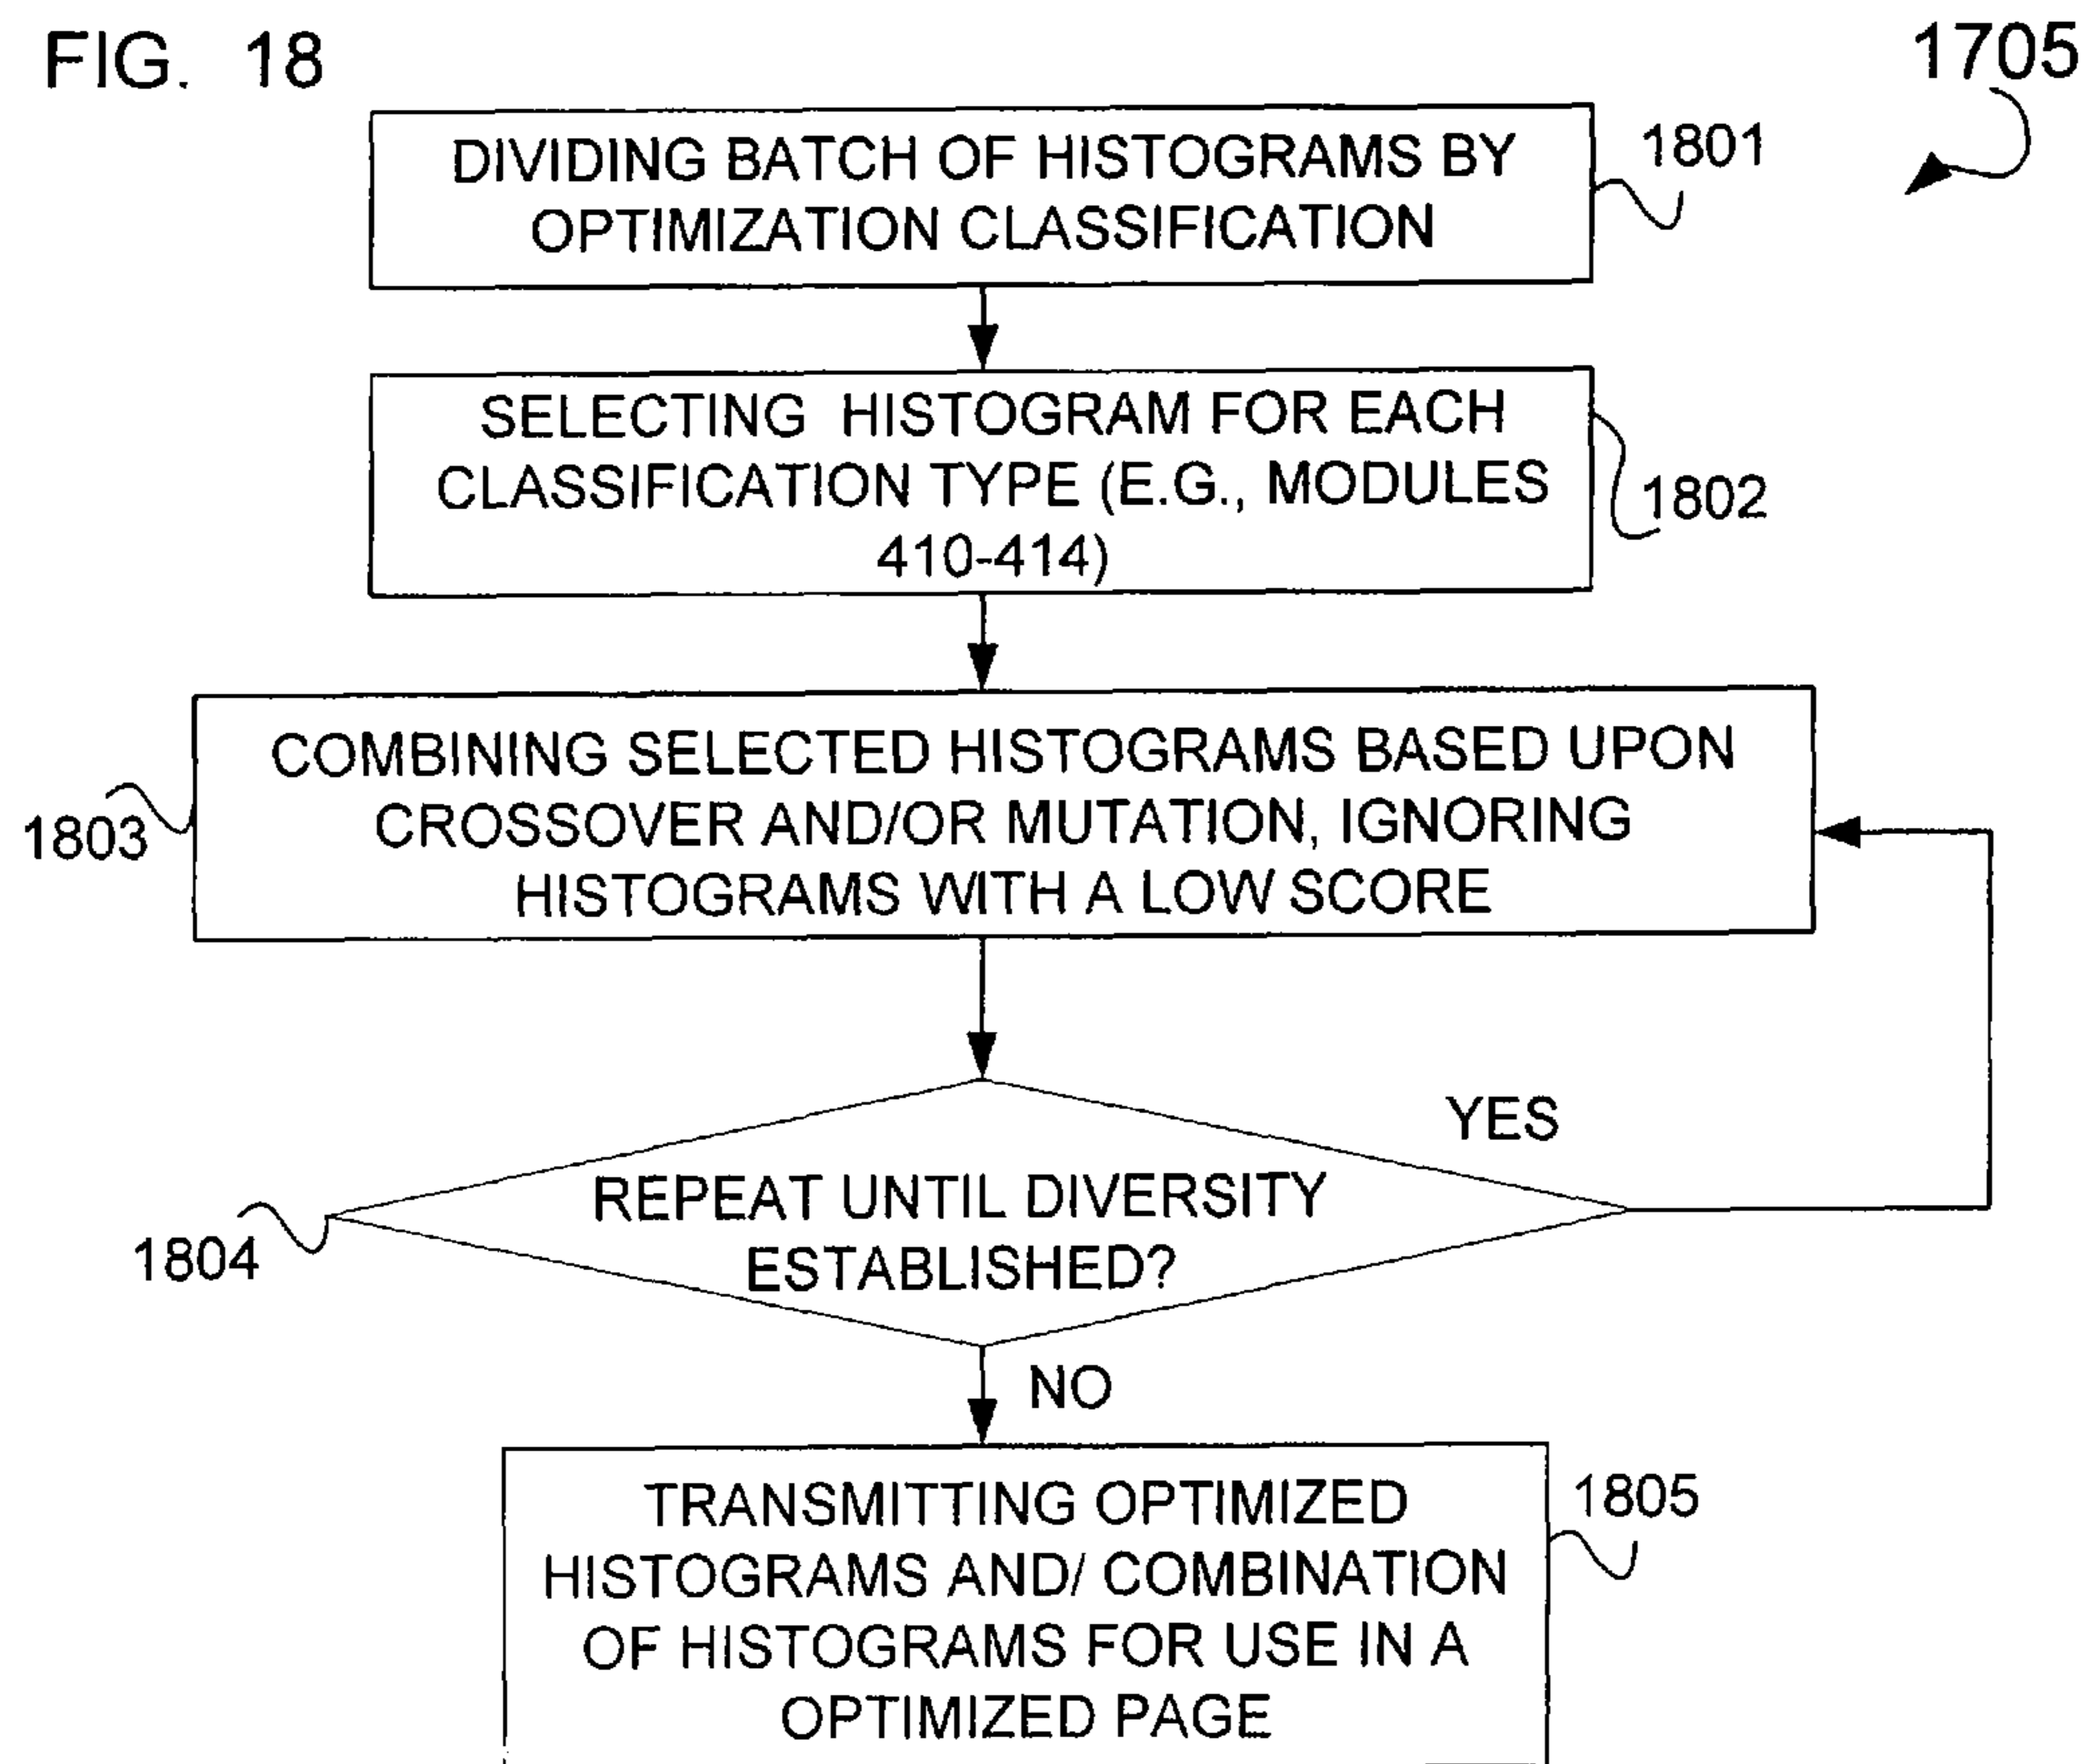 FIG. 18
1705
DIVIDING BATCH OF HISTOGRAMS BY
OPTIMIZATION CLASSIFICATION
1801
SELECTING HISTOGRAM FOR EACH
CLASSIFICATION TYPE (E.G., MODULES
410-414)
1802
COMBINING SELECTED HISTOGRAMS BASED UPON
CROSSOVER AND/OR MUTATION, IGNORING
HISTOGRAMS WITH A LOW SCORE
1803
YES
REPEAT UNTIL DIVERSITY
ESTABLISHED?
1804
NO
TRANSMITTING OPTIMIZED
HISTOGRAMS AND/ COMBINATION
OF HISTOGRAMS FOR USE IN A
OPTIMIZED PAGE
1805